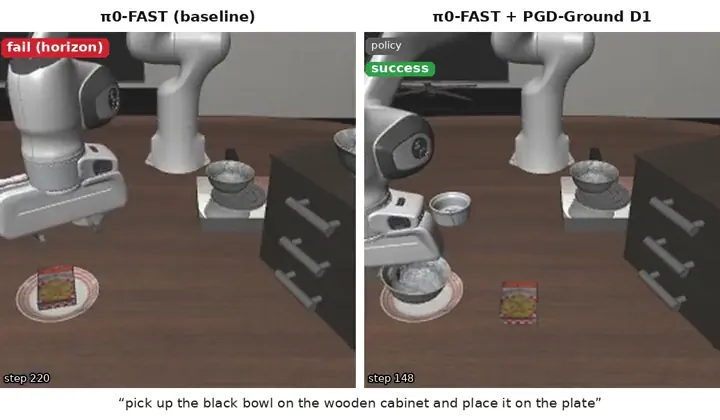 π0-FAST (baseline)
π0-FAST + PGD-Ground D1
fail (horizon)
policy
success
step 220
step 148
“pick up the black bowl on the wooden cabinet and place it on the plate”